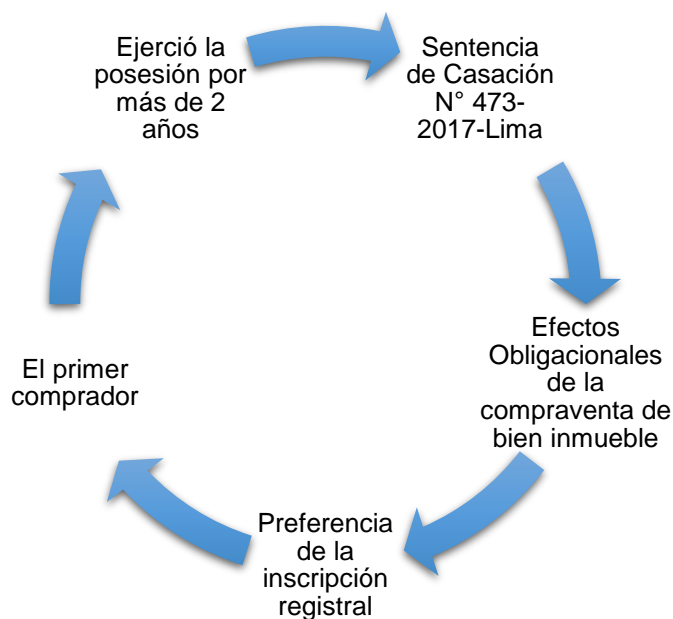 Ejerció la
posesión por
más de 2
años
Sentencia
de Casación
N° 473-
2017-Lima
Efectos
Obligacionales
de la
compraventa de
bien inmueble
Preferencia
de la
inscripción
registral
El primer
comprador